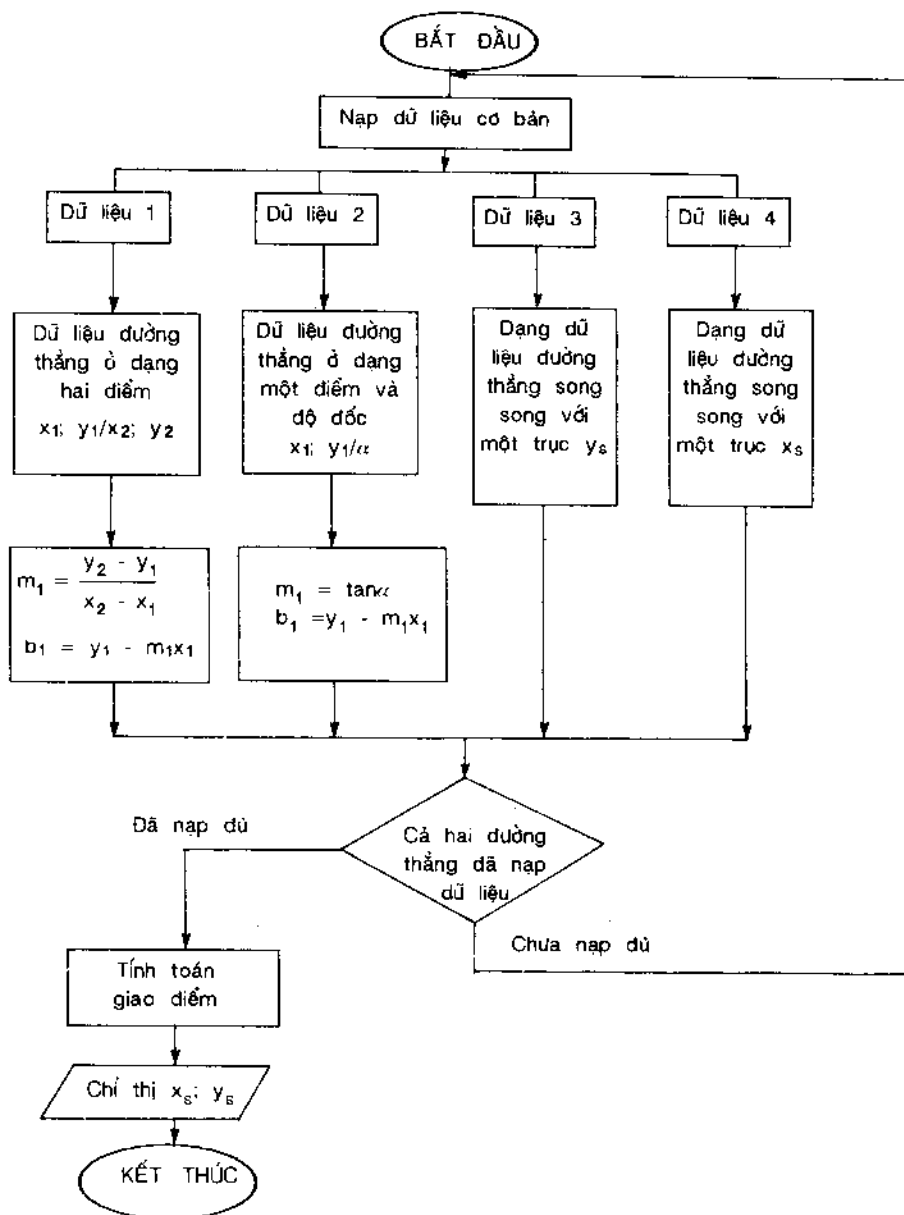 BẮT ĐẦU
Nạp dữ liệu cơ bản
Dữ liệu 1
Dữ liệu 2
Dữ liệu 3
Dữ liệu 4
Dữ liệu đường
thẳng ở dạng
hai điểm
x₁; y₁/x₂; y₂
Dữ liệu đường
thẳng ở dạng
một điểm và
độ dốc
x₁; y₁/α
Dạng dữ
liệu đường
thẳng song
song với
một trục yₛ
Dạng dữ
liệu đường
thẳng song
song với
một trục xₛ
m₁ = (y₂ - y₁)/(x₂ - x₁)
b₁ = y₁ - m₁x₁
m₁ = tanα
b₁ =y₁ - m₁x₁
Đã nạp đủ
Cả hai đường
thẳng đã nạp
dữ liệu
Chưa nạp đủ
Tính toán
giao điểm
Chỉ thị xₛ; yₛ
KẾT THÚC